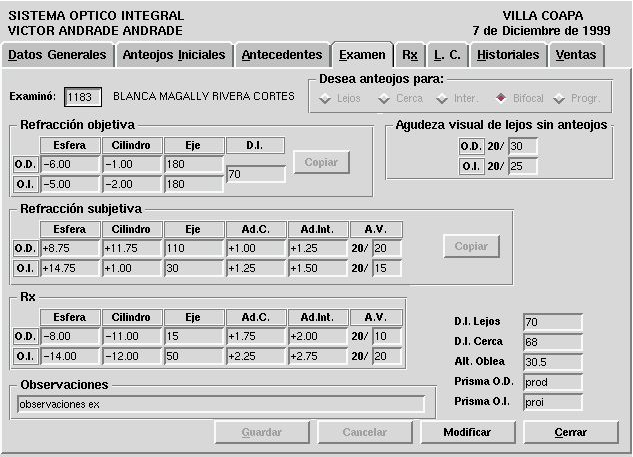 SISTEMA OPTICO INTEGRAL VILLA COAPA
VICTOR ANDRADE ANDRADE 7 de Diciembre de 1999
Datos Generales Anteojos Iniciales Antecedentes Examen Rx L. C. Historiales Ventas
Desea anteojos para:
Examinó: 1183 BLANCA MAGALLY RIVERA CORTES Lejos Cerca Inter. Bifocal Progr.
Refracción objetiva
Esfera Cilindro Eje D.I.
O.D. -6.00 -1.00 180 70
O.I. -5.00 -2.00 180
Copiar
Agudeza visual de lejos sin anteojos
O.D. 20/ 30
O.I. 20/ 25
Refracción subjetiva
Esfera Cilindro Eje Ad.C. Ad.Int. A.V.
O.D. +8.75 +11.75 110 +1.00 +1.25 20/ 20
O.I. +14.75 +1.00 30 +1.25 +1.50 20/ 15
Copiar
Rx
Esfera Cilindro Eje Ad.C. Ad.Int. A.V.
O.D. -8.00 -11.00 15 +1.75 +2.00 20/ 10
O.I. -14.00 -12.00 50 +2.25 +2.75 20/ 20
D.I. Lejos 70
D.I. Cerca 68
Alt. Oblea 30.5
Prisma O.D. prod
Prisma O.I. proi
Observaciones
observaciones ex
Guardar Cancelar Modificar Cerrar